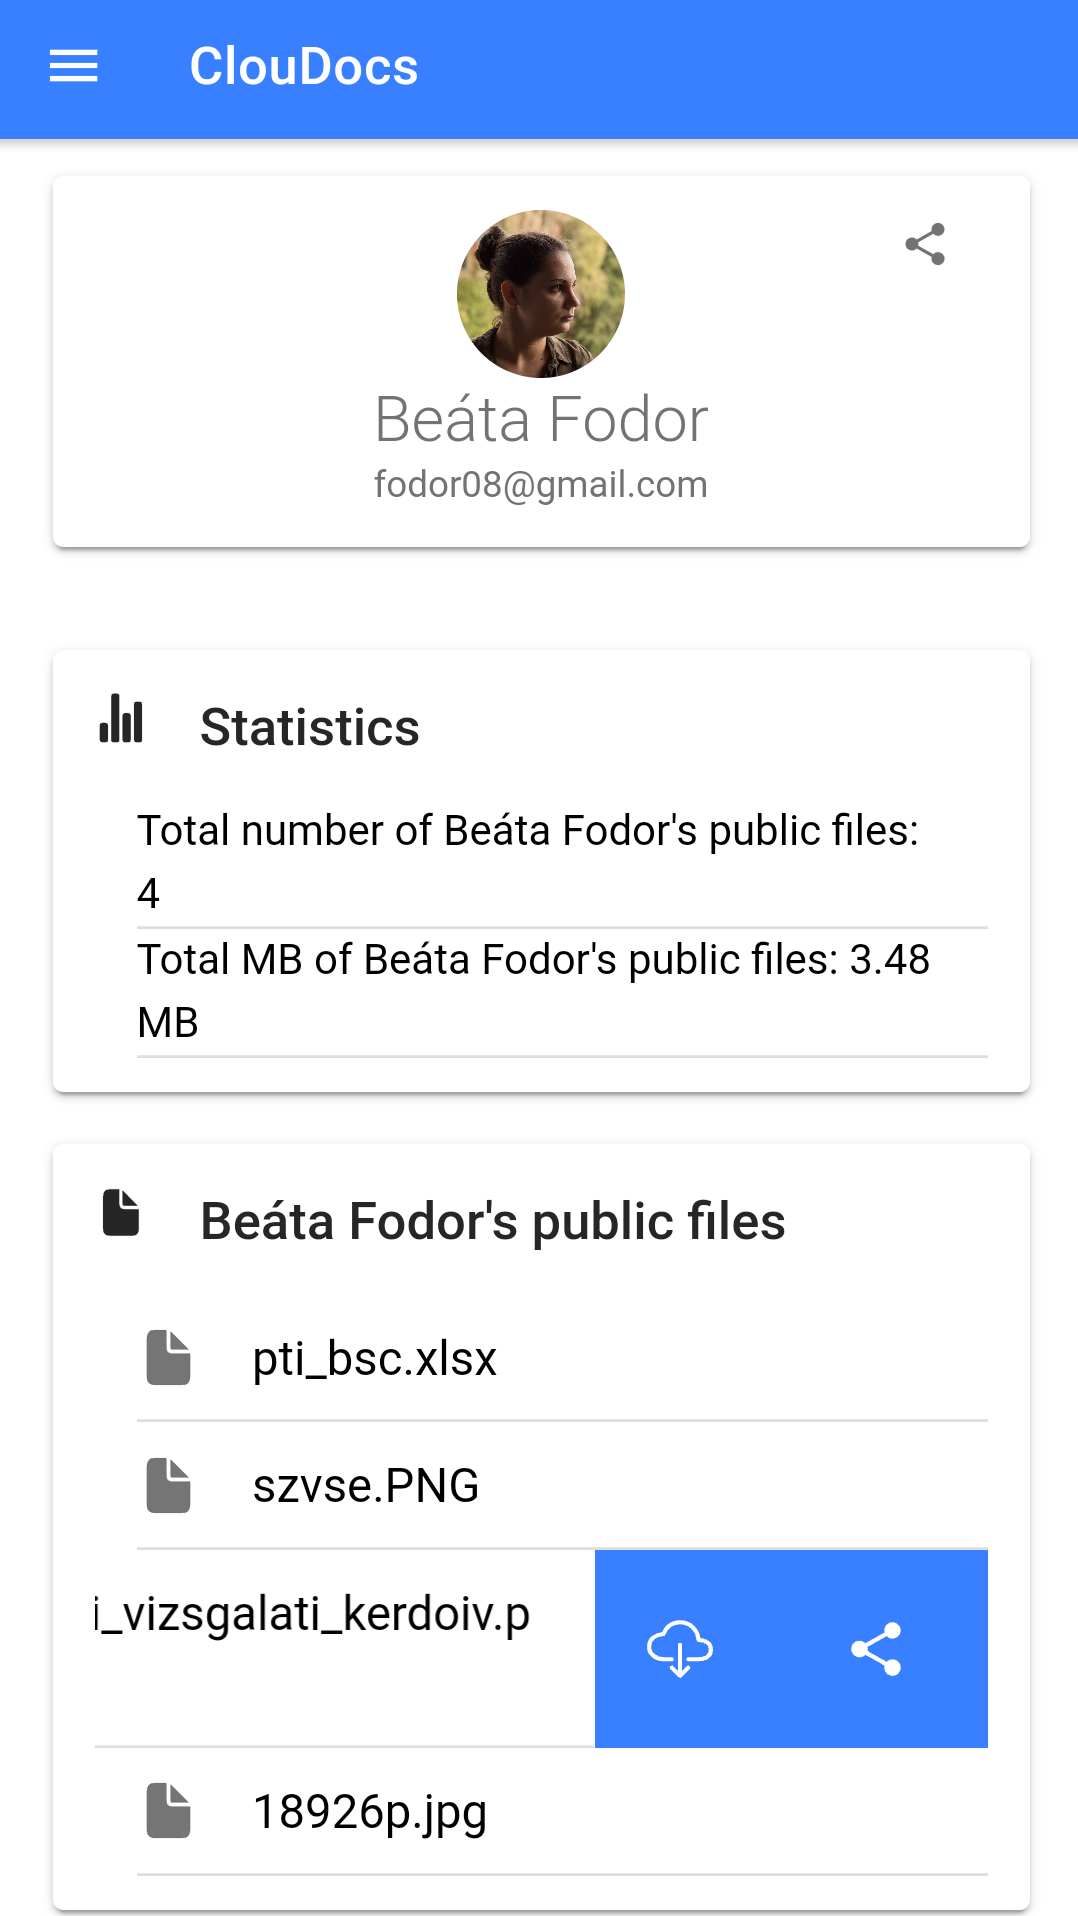 ClouDocs
Beáta Fodor
fodor08@gmail.com
Statistics
Total number of Beáta Fodor's public files:
4
Total MB of Beáta Fodor's public files: 3.48
MB
Beáta Fodor's public files
pti_bsc.xlsx
szvse.PNG
i_vizsgalati_kerdoiv.p
18926p.jpg